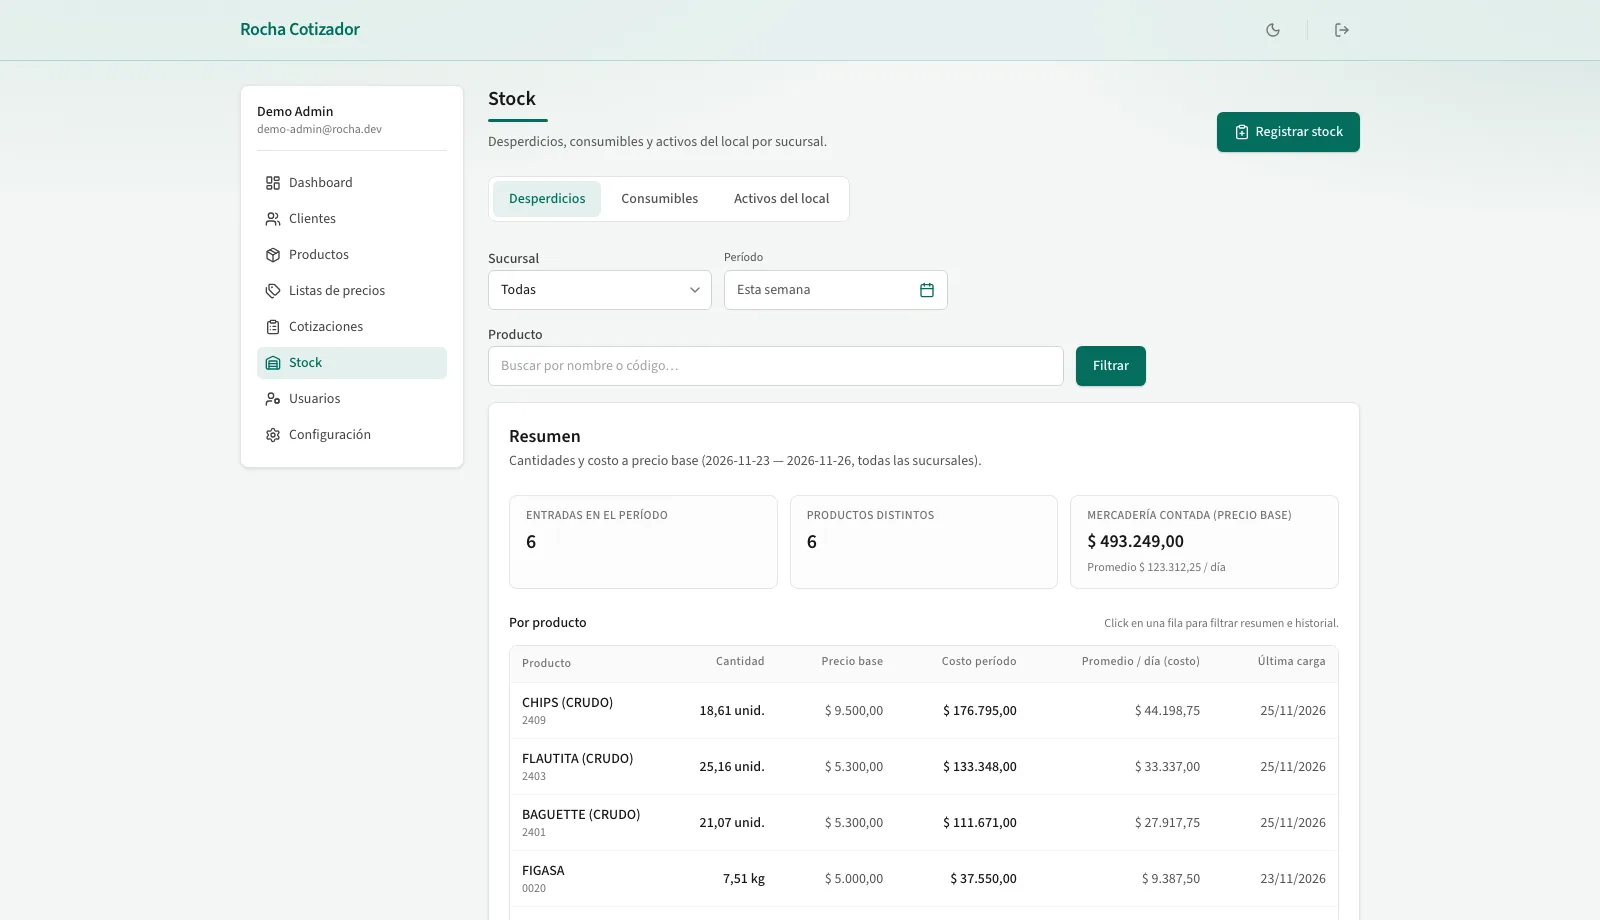 Rocha Cotizador
Demo Admin
demo-admin@rocha.dev
Dashboard
Clientes
Productos
Listas de precios
Cotizaciones
Stock
Usuarios
Configuración
Stock
Desperdicios, consumibles y activos del local por sucursal.
Registrar stock
Desperdicios Consumibles Activos del local
Sucursal Período
Todas Esta semana
Producto
Buscar por nombre o código…
Filtrar
Resumen
Cantidades y costo a precio base (2026-11-23 — 2026-11-26, todas las sucursales).
ENTRADAS EN EL PERÍODO
6
PRODUCTOS DISTINTOS
6
MERCADERÍA CONTADA (PRECIO BASE)
$ 493.249,00
Promedio $ 123.312,25 / día
Por producto Click en una fila para filtrar resumen e historial.
Producto Cantidad Precio base Costo período Promedio / día (costo) Última carga
CHIPS (CRUDO) 18,61 unid. $ 9.500,00 $ 176.795,00 $ 44.198,75 25/11/2026
2409
FLAUTITA (CRUDO) 25,16 unid. $ 5.300,00 $ 133.348,00 $ 33.337,00 25/11/2026
2403
BAGUETTE (CRUDO) 21,07 unid. $ 5.300,00 $ 111.671,00 $ 27.917,75 25/11/2026
2401
FIGASA 7,51 kg $ 5.000,00 $ 37.550,00 $ 9.387,50 23/11/2026
0020